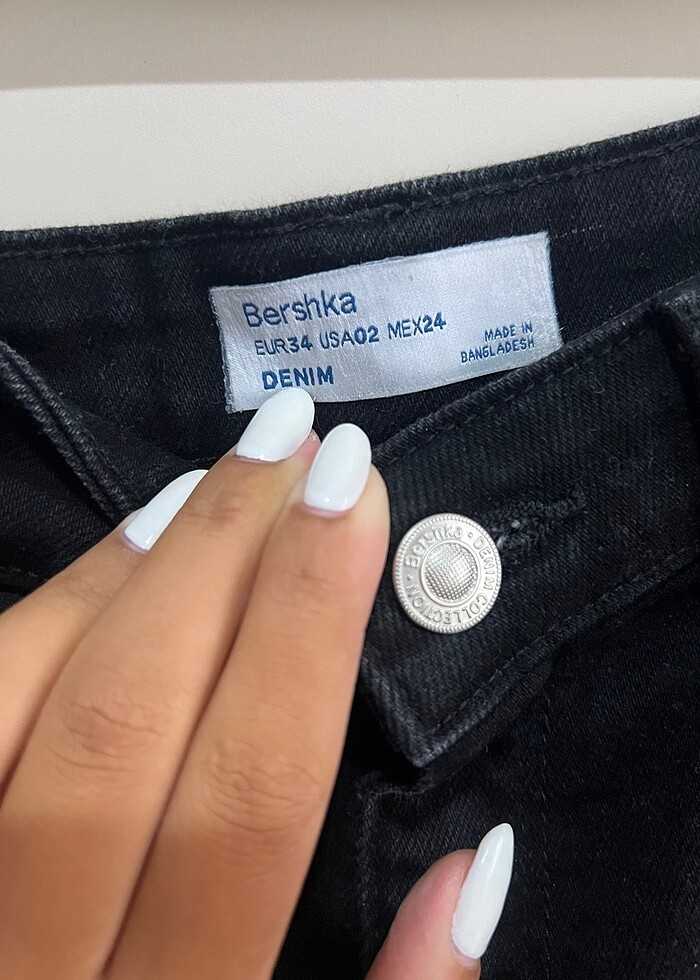 Bershka
EUR34 USA02 MEX24
DENIM
MADE IN
BANGLADESH
Bershka • DENIM COLLECTION •